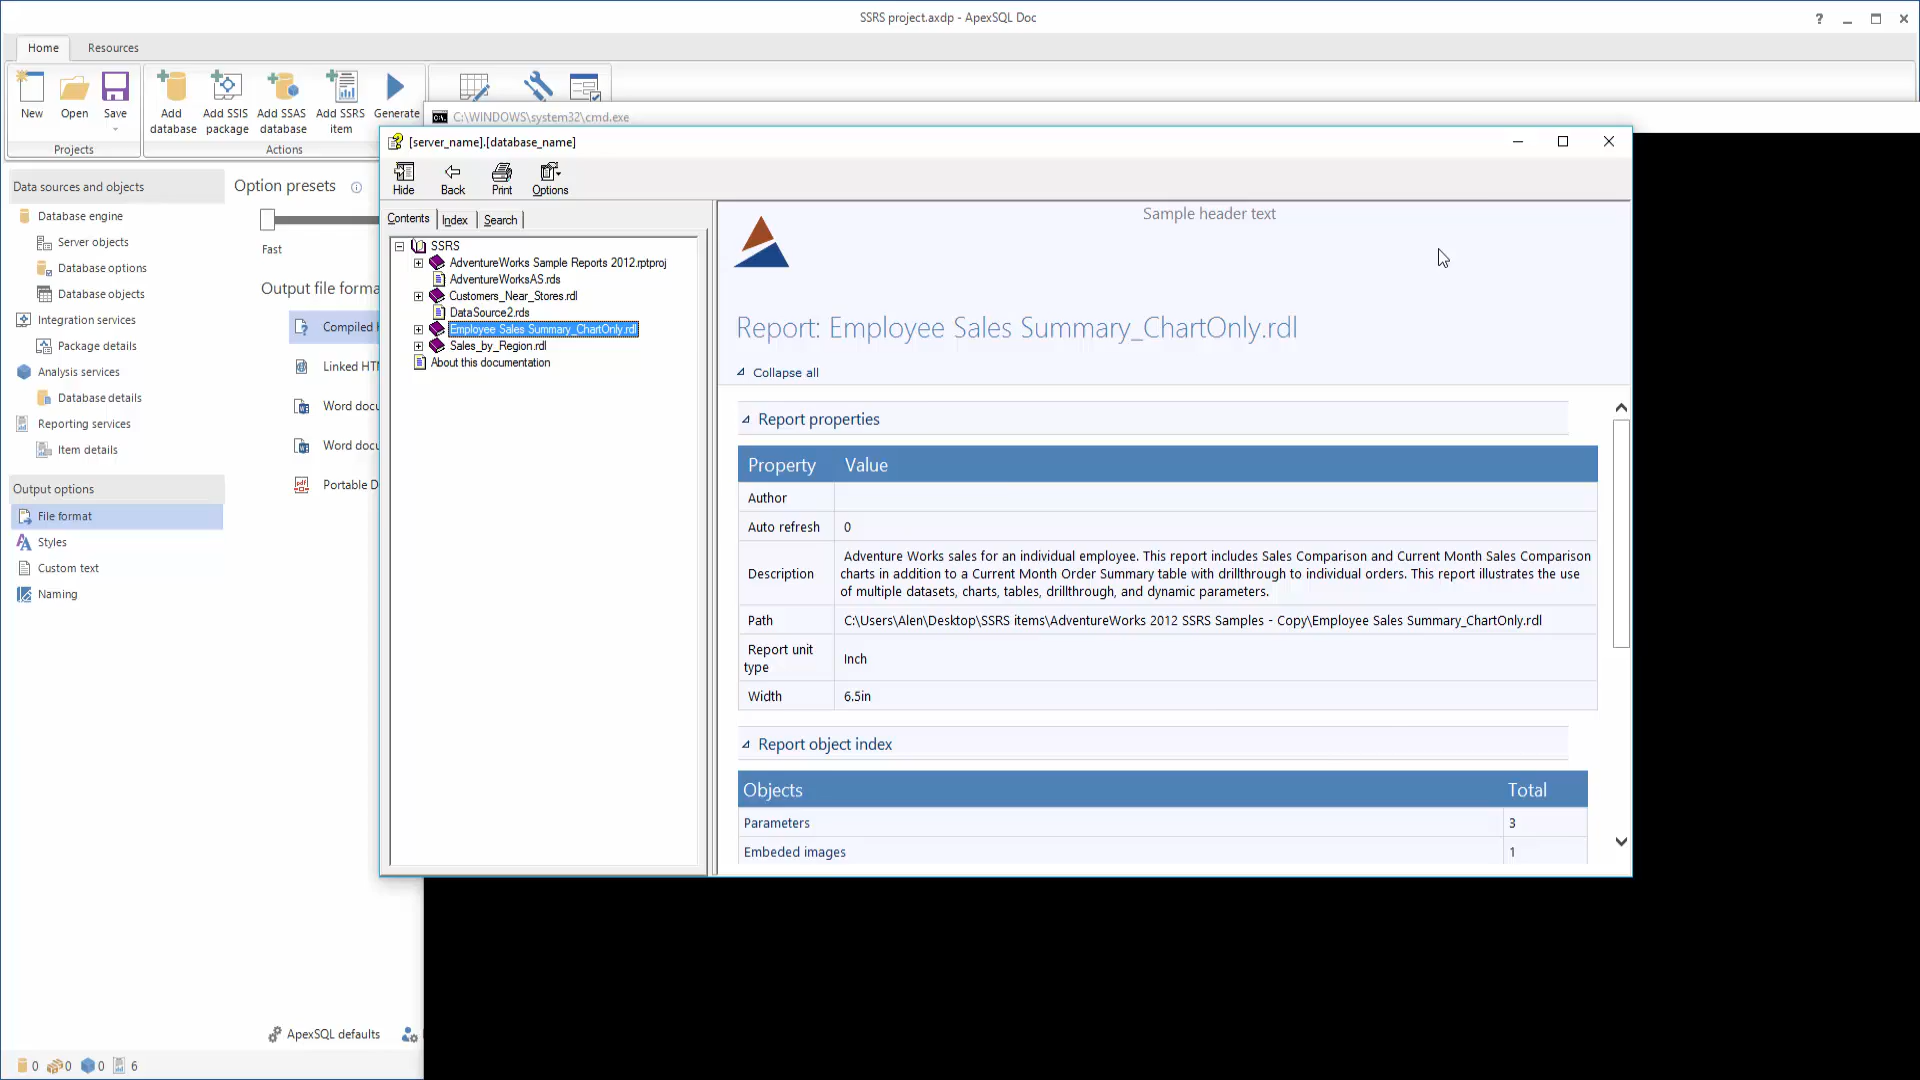 SSRS project.axdp - ApexSQL Doc
?
Home
Resources
New
Open
Save
Add
database
Add SSIS
package
Add SSAS
database
Add SSRS
item
Generate
Projects
Actions
C:\WINDOWS\system32\cmd.exe
[server_name].[database_name]
Hide
Back
Print
Options
Data sources and objects
Database engine
Server objects
Database options
Database objects
Integration services
Package details
Analysis services
Database details
Reporting services
Item details
Output options
File format
Styles
Custom text
Naming
Option presets
Fast
Output file forma
Compiled
Linked HT
Word docu
Word docu
Portable D
ApexSQL defaults
0 0 0 6
Contents
Index
Search
SSRS
AdventureWorks Sample Reports 2012.rptproj
AdventureWorksAS.rds
Customers_Near_Stores.rdl
DataSource2.rds
Employee Sales Summary_ChartOnly.rdl
Sales_by_Region.rdl
About this documentation
Sample header text
Report: Employee Sales Summary_ChartOnly.rdl
Collapse all
Report properties
Property Value
Author
Auto refresh 0
Description Adventure Works sales for an individual employee. This report includes Sales Comparison and Current Month Sales Comparison
charts in addition to a Current Month Order Summary table with drillthrough to individual orders. This report illustrates the use
of multiple datasets, charts, tables, drillthrough, and dynamic parameters.
Path C:\Users\Alen\Desktop\SSRS items\AdventureWorks 2012 SSRS Samples - Copy\Employee Sales Summary_ChartOnly.rdl
Report unit
type Inch
Width 6.5in
Report object index
Objects Total
Parameters 3
Embeded images 1